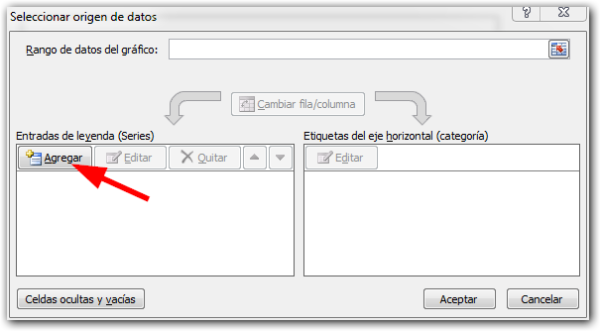 Seleccionar origen de datos
Rango de datos del gráfico:
Cambiar fila/columna
Entradas de leyenda (Series)
Etiquetas del eje horizontal (categoría)
Agregar Editar Quitar
Editar
Celdas ocultas y vacías
Aceptar Cancelar